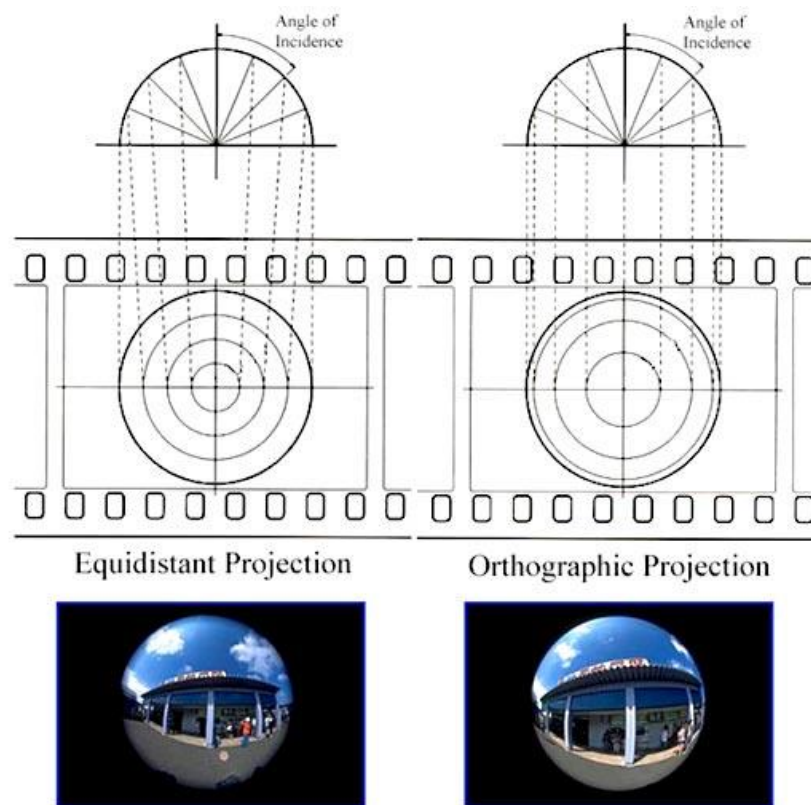 Angle of
Incidence
Angle of
Incidence
Equidistant Projection
Orthographic Projection